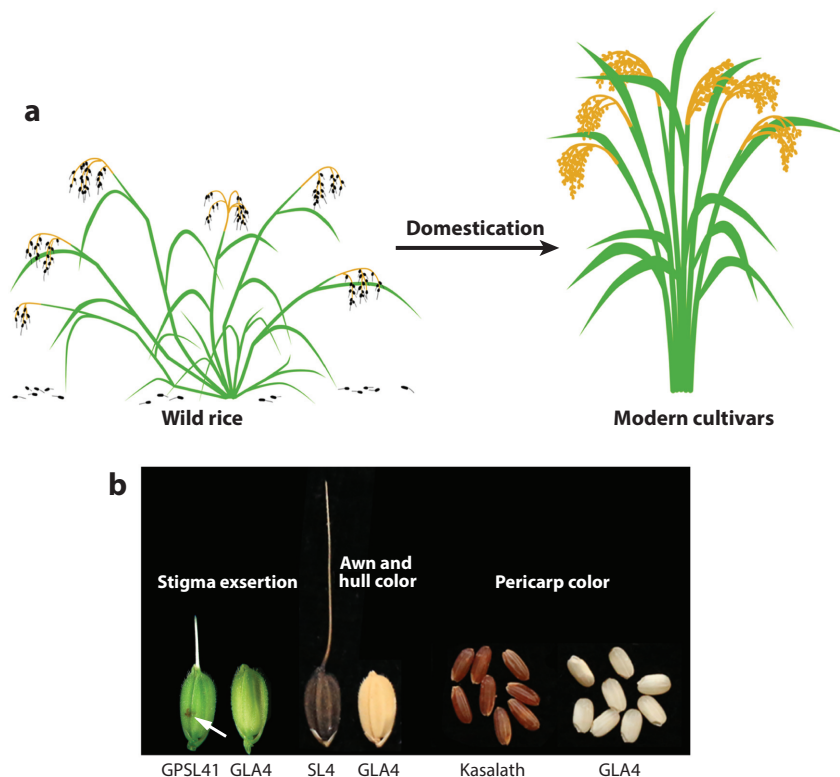 a
Domestication
Wild rice
Modern cultivars
b
Stigma exsertion
Awn and
hull color
Pericarp color
GPSL41
GLA4
SL4
GLA4
Kasalath
GLA4